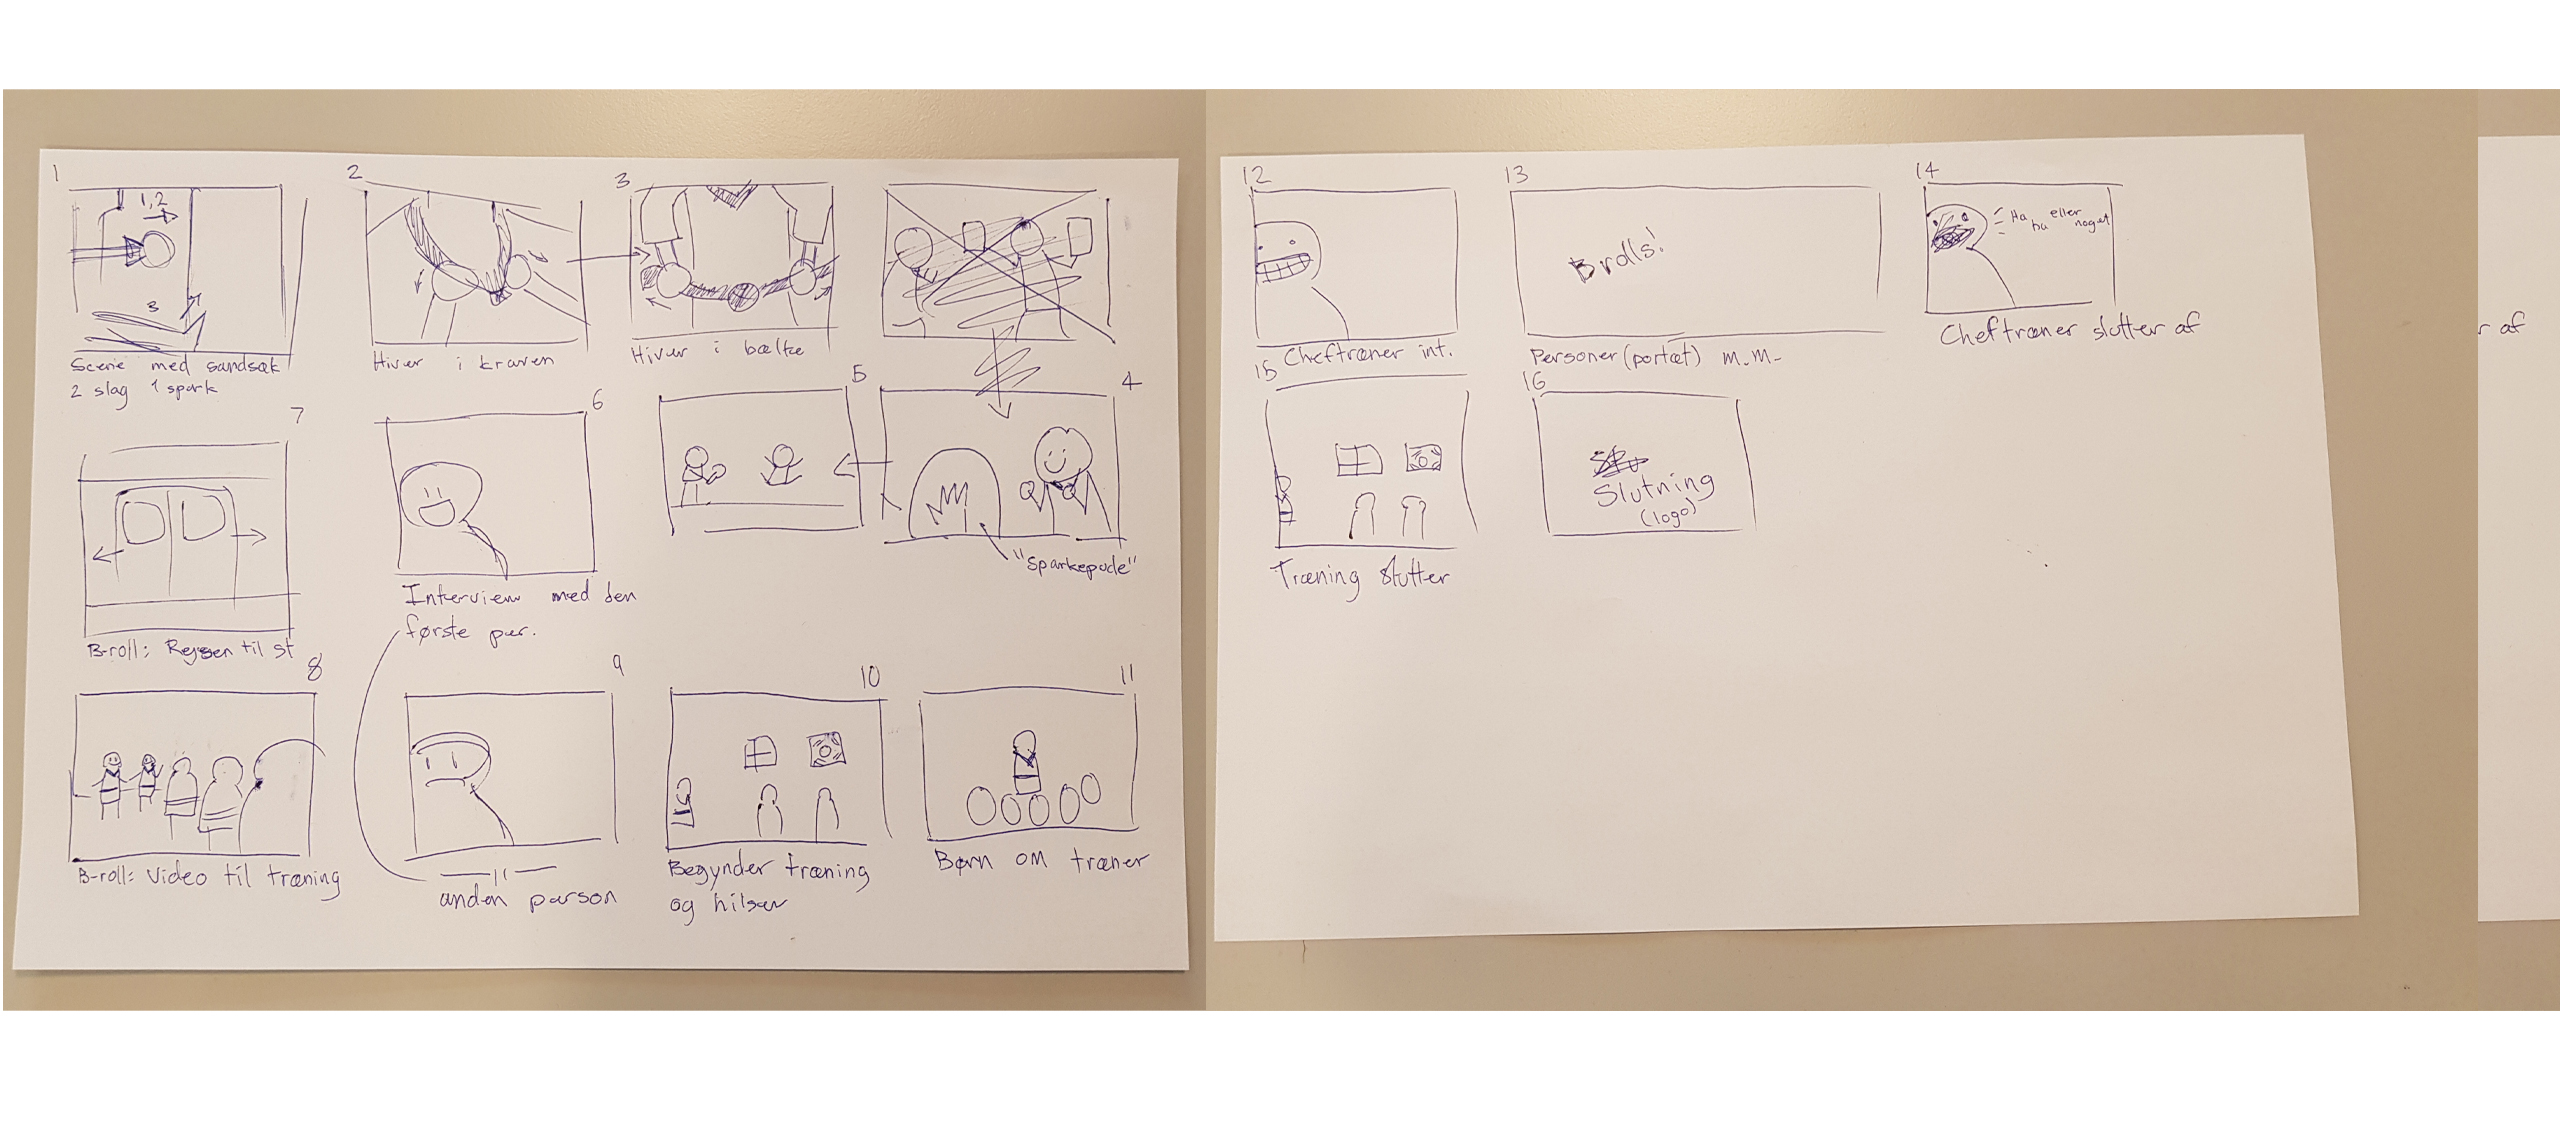 1
1,2
3
Scene med sandsæk
2 slag 1 spark
2
Hiver i kraven
3
Hiver i bælte
4
"Sparkepude"
5
6
Interview med den
første per.
7
B-roll: Rejsen til st
8
B-roll: Video til træning
9
— 11 —
anden person
10
Begynder træning
og hilser
11
Børn om træner
12
Cheftræner int.
13
B rolls!
Personer (portæt) m.m.
14
Ha ha eller noget
Cheftræner slutter af
15
Træning slutter
16
Slutning
(logo)
r af